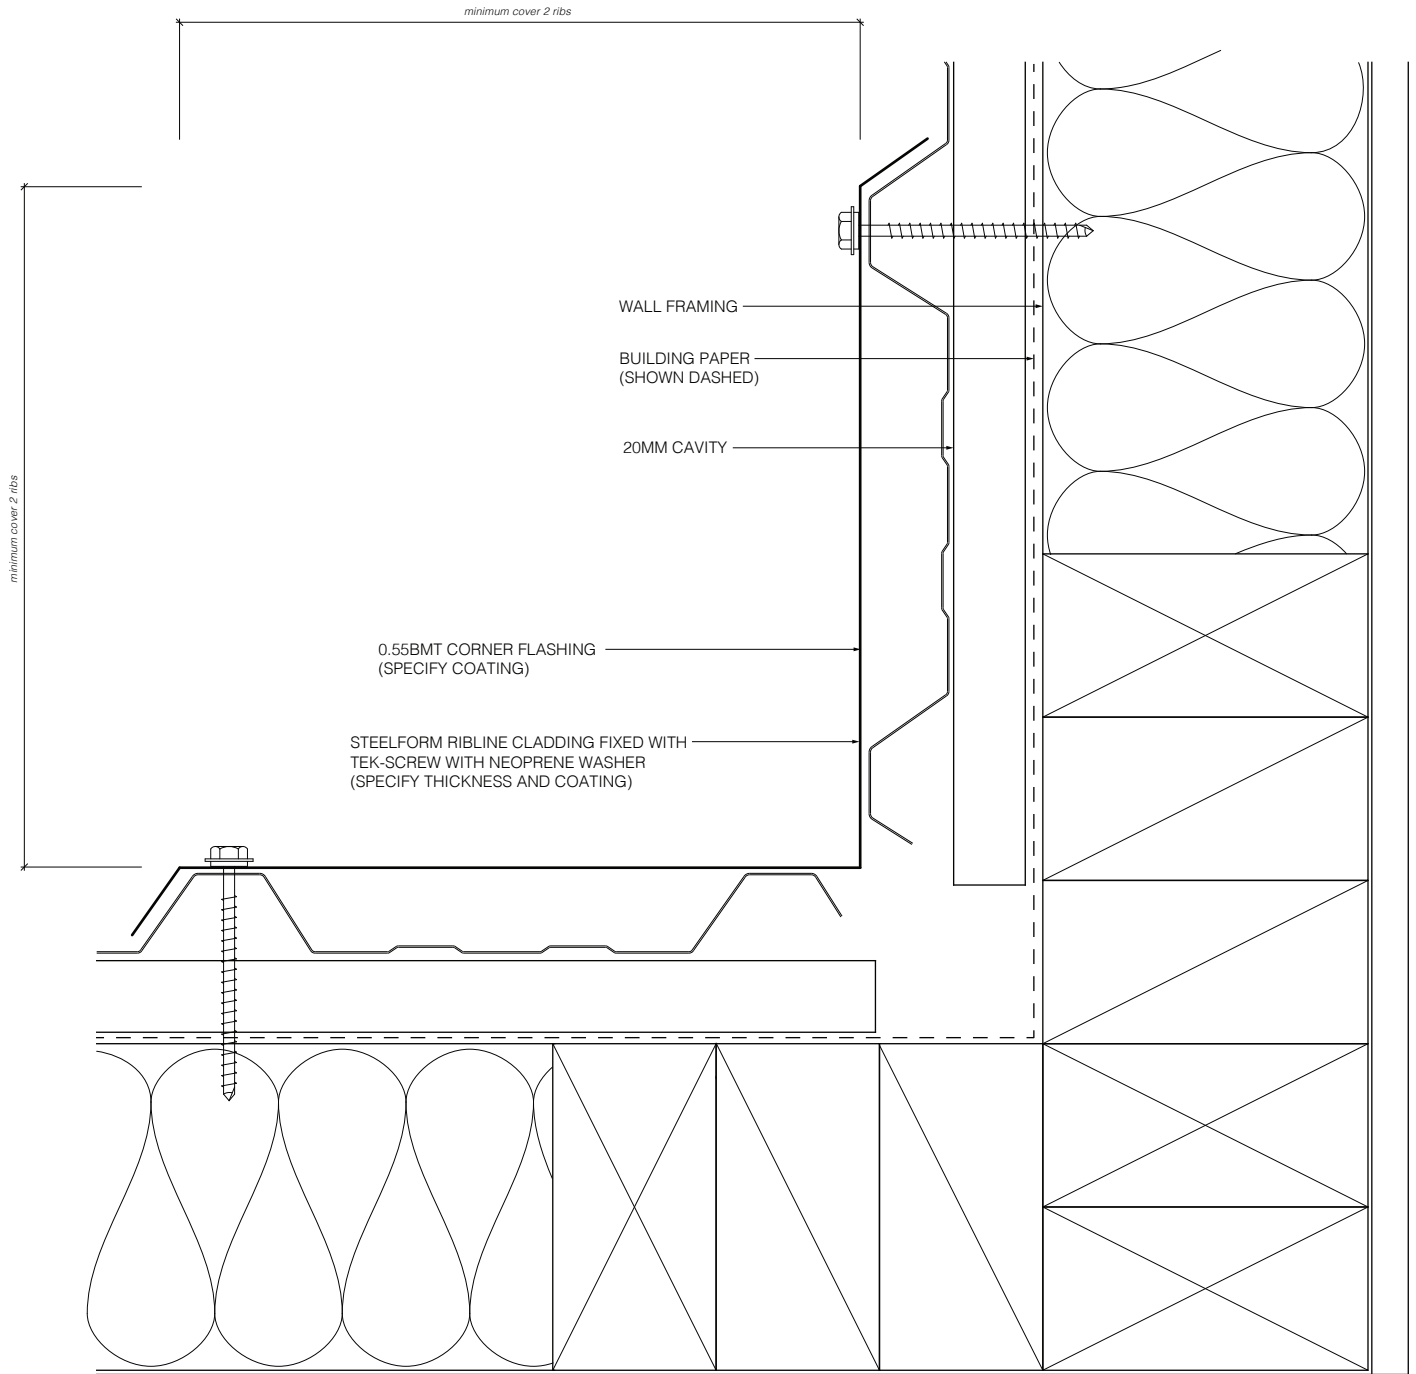 minimum cover 2 ribs
WALL FRAMING
BUILDING PAPER
(SHOWN DASHED)
20MM CAVITY
minimum cover 2 ribs
0.55BMT CORNER FLASHING
(SPECIFY COATING)
STEELFORM RIBLINE CLADDING FIXED WITH
TEK-SCREW WITH NEOPRENE WASHER
(SPECIFY THICKNESS AND COATING)